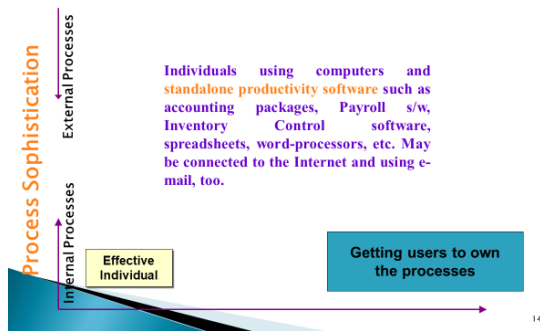 Process Sophistication
External Processes
Internal Processes
Individuals using computers and
standalone productivity software such as
accounting packages, Payroll s/w,
Inventory Control software,
spreadsheets, word-processors, etc. May
be connected to the Internet and using e-
mail, too.
Effective
Individual
Getting users to own
the processes
14